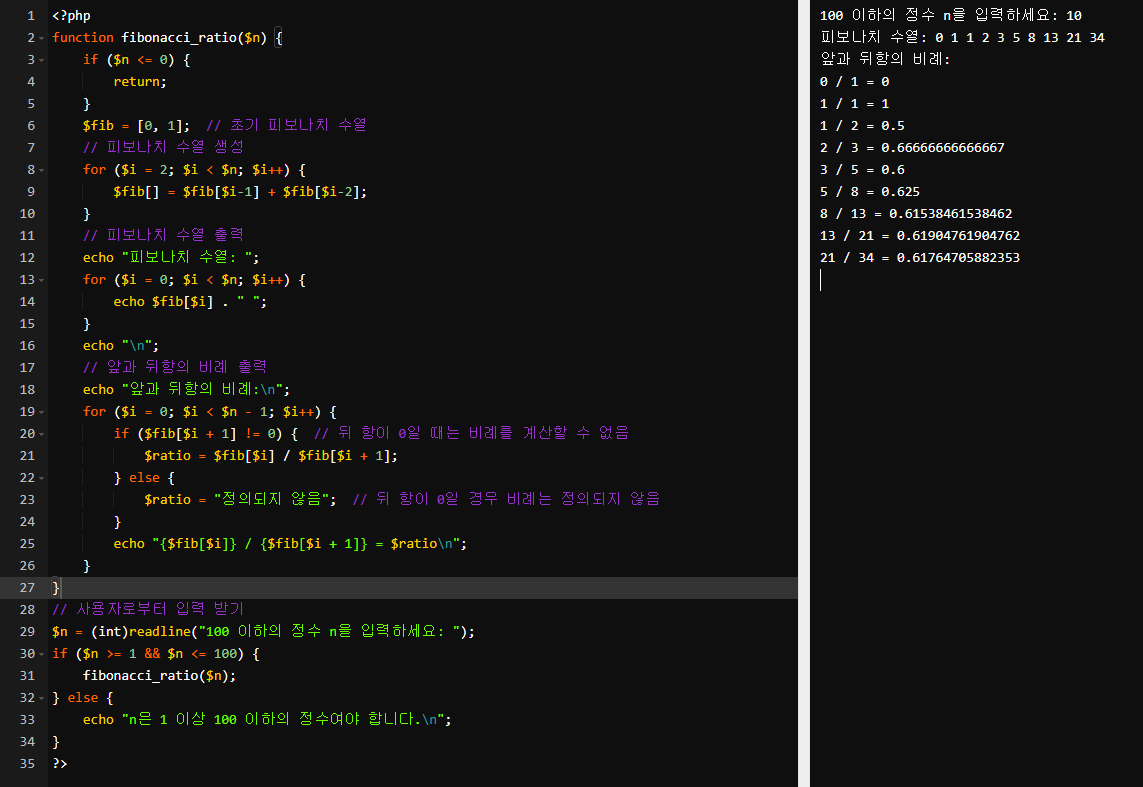 1 <?php
2 function fibonacci_ratio($n) {
3     if ($n <= 0) {
4         return;
5     }
6     $fib = [0, 1];  // 초기 피보나치 수열
7     // 피보나치 수열 생성
8     for ($i = 2; $i < $n; $i++) {
9         $fib[] = $fib[$i-1] + $fib[$i-2];
10     }
11     // 피보나치 수열 출력
12     echo "피보나치 수열: ";
13     for ($i = 0; $i < $n; $i++) {
14         echo $fib[$i] . " ";
15     }
16     echo "\n";
17     // 앞과 뒤항의 비례 출력
18     echo "앞과 뒤항의 비례:\n";
19     for ($i = 0; $i < $n - 1; $i++) {
20         if ($fib[$i + 1] != 0) {  // 뒤 항이 0일 때는 비례를 계산할 수 없음
21             $ratio = $fib[$i] / $fib[$i + 1];
22         } else {
23             $ratio = "정의되지 않음";  // 뒤 항이 0일 경우 비례는 정의되지 않음
24         }
25         echo "{$fib[$i]} / {$fib[$i + 1]} = $ratio\n";
26     }
27 }
28 // 사용자로부터 입력 받기
29 $n = (int)readline("100 이하의 정수 n을 입력하세요: ");
30 if ($n >= 1 && $n <= 100) {
31     fibonacci_ratio($n);
32 } else {
33     echo "n은 1 이상 100 이하의 정수여야 합니다.\n";
34 }
35 ?>
100 이하의 정수 n을 입력하세요: 10
피보나치 수열: 0 1 1 2 3 5 8 13 21 34
앞과 뒤항의 비례:
0 / 1 = 0
1 / 1 = 1
1 / 2 = 0.5
2 / 3 = 0.66666666666667
3 / 5 = 0.6
5 / 8 = 0.625
8 / 13 = 0.61538461538462
13 / 21 = 0.61904761904762
21 / 34 = 0.61764705882353